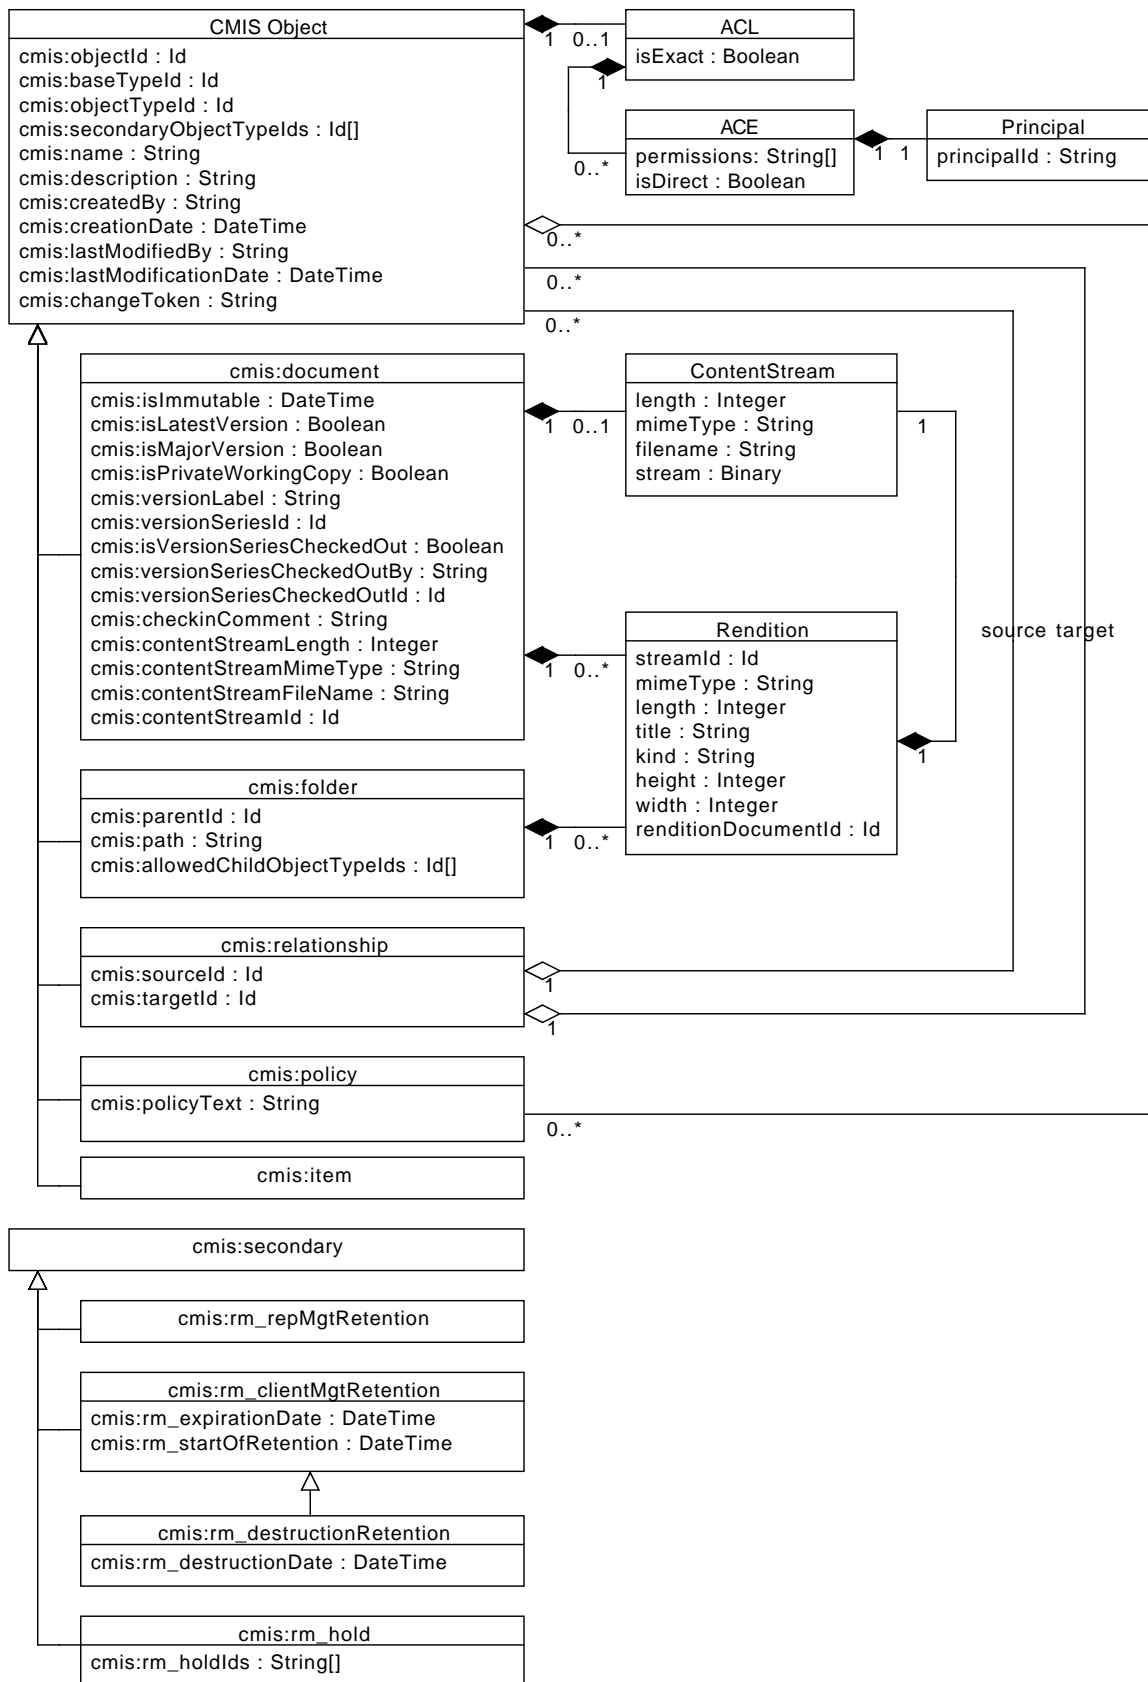 CMIS Object
cmis:objectId : Id
cmis:baseTypeId : Id
cmis:objectTypeId : Id
cmis:secondaryObjectTypeIds : Id[]
cmis:name : String
cmis:description : String
cmis:createdBy : String
cmis:creationDate : DateTime
cmis:lastModifiedBy : String
cmis:lastModificationDate : DateTime
cmis:changeToken : String
1 0..1
ACL
isExact : Boolean
1
0..*
ACE
permissions: String[]
isDirect : Boolean
1 1
Principal
principalId : String
0..*
0..*
0..*
cmis:document
cmis:isImmutable : DateTime
cmis:isLatestVersion : Boolean
cmis:isMajorVersion : Boolean
cmis:isPrivateWorkingCopy : Boolean
cmis:versionLabel : String
cmis:versionSeriesId : Id
cmis:isVersionSeriesCheckedOut : Boolean
cmis:versionSeriesCheckedOutBy : String
cmis:versionSeriesCheckedOutId : Id
cmis:checkinComment : String
cmis:contentStreamLength : Integer
cmis:contentStreamMimeType : String
cmis:contentStreamFileName : String
cmis:contentStreamId : Id
1 0..1
ContentStream
length : Integer
mimeType : String
filename : String
stream : Binary
1
1 0..*
Rendition
streamId : Id
mimeType : String
length : Integer
title : String
kind : String
height : Integer
width : Integer
renditionDocumentId : Id
1
source target
cmis:folder
cmis:parentId : Id
cmis:path : String
cmis:allowedChildObjectTypeIds : Id[]
1 0..*
cmis:relationship
cmis:sourceId : Id
cmis:targetId : Id
1
1
cmis:policy
cmis:policyText : String
0..*
cmis:item
cmis:secondary
cmis:rm_repMgtRetention
cmis:rm_clientMgtRetention
cmis:rm_expirationDate : DateTime
cmis:rm_startOfRetention : DateTime
cmis:rm_destructionRetention
cmis:rm_destructionDate : DateTime
cmis:rm_hold
cmis:rm_holdIds : String[]